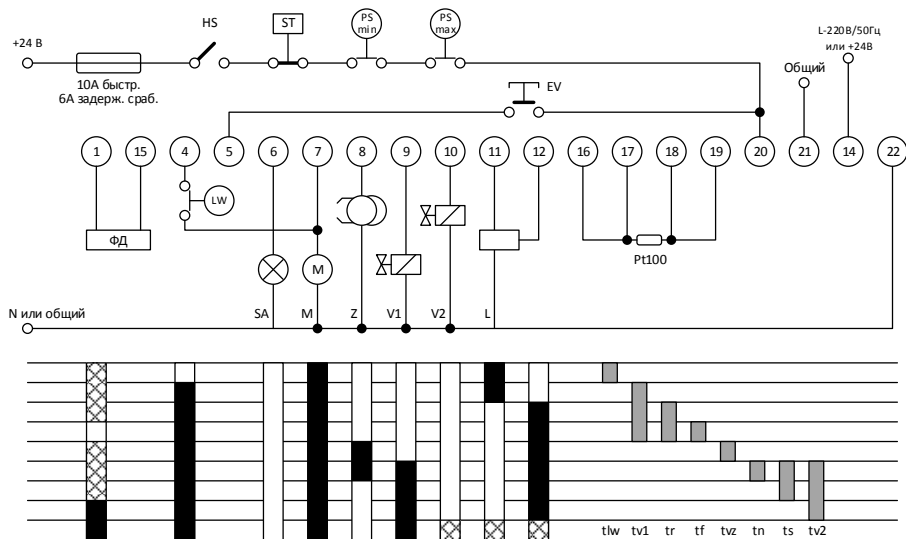 L-220В/50Гц
или +24В
HS
ST
PS
min
PS
max
+24 В
Общий
10А быстр.
6А задерж. сраб.
EV
1 15 4 5 6 7 8 9 10 11 12 16 17 18 19 20 21 14 22
LW
ФД
M
Pt100
N или общий
SA M Z V1 V2 L
tlw tv1 tr tf tvz tn ts tv2